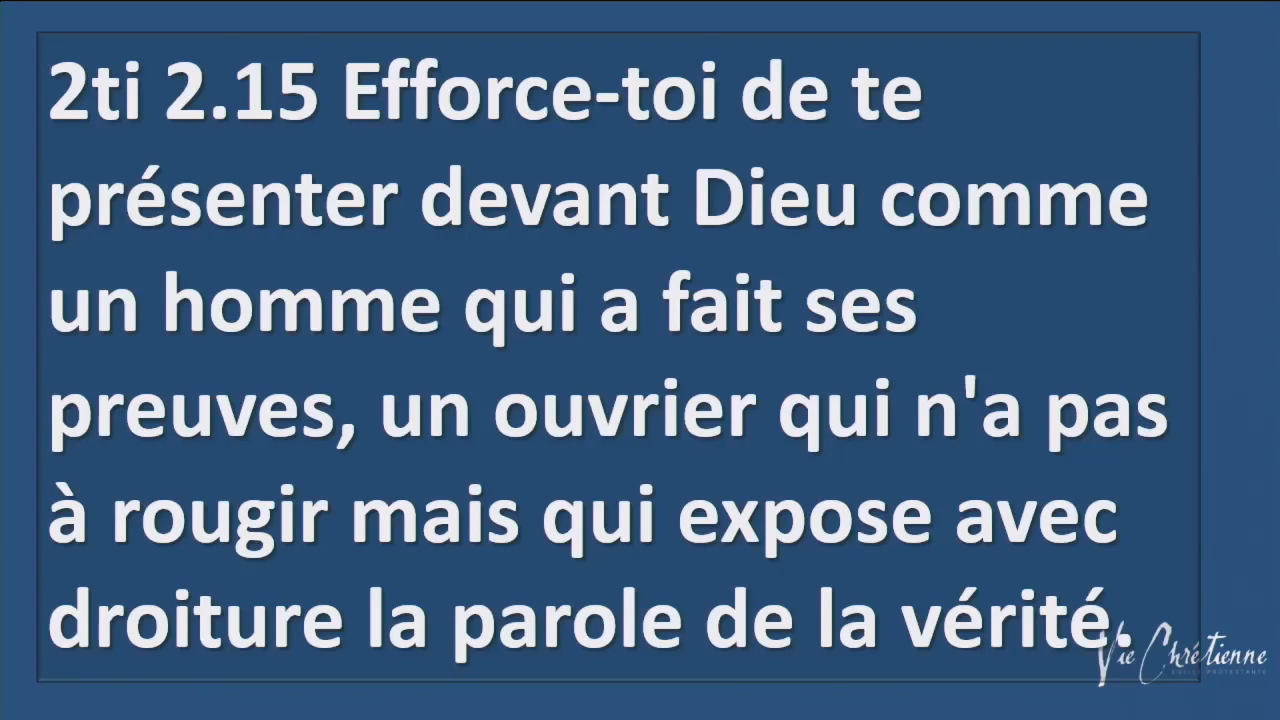 2ti 2.15 Efforce-toi de te
présenter devant Dieu comme
un homme qui a fait ses
preuves, un ouvrier qui n'a pas
à rougir mais qui expose avec
droiture la parole de la vérité.
Vie Chrétienne